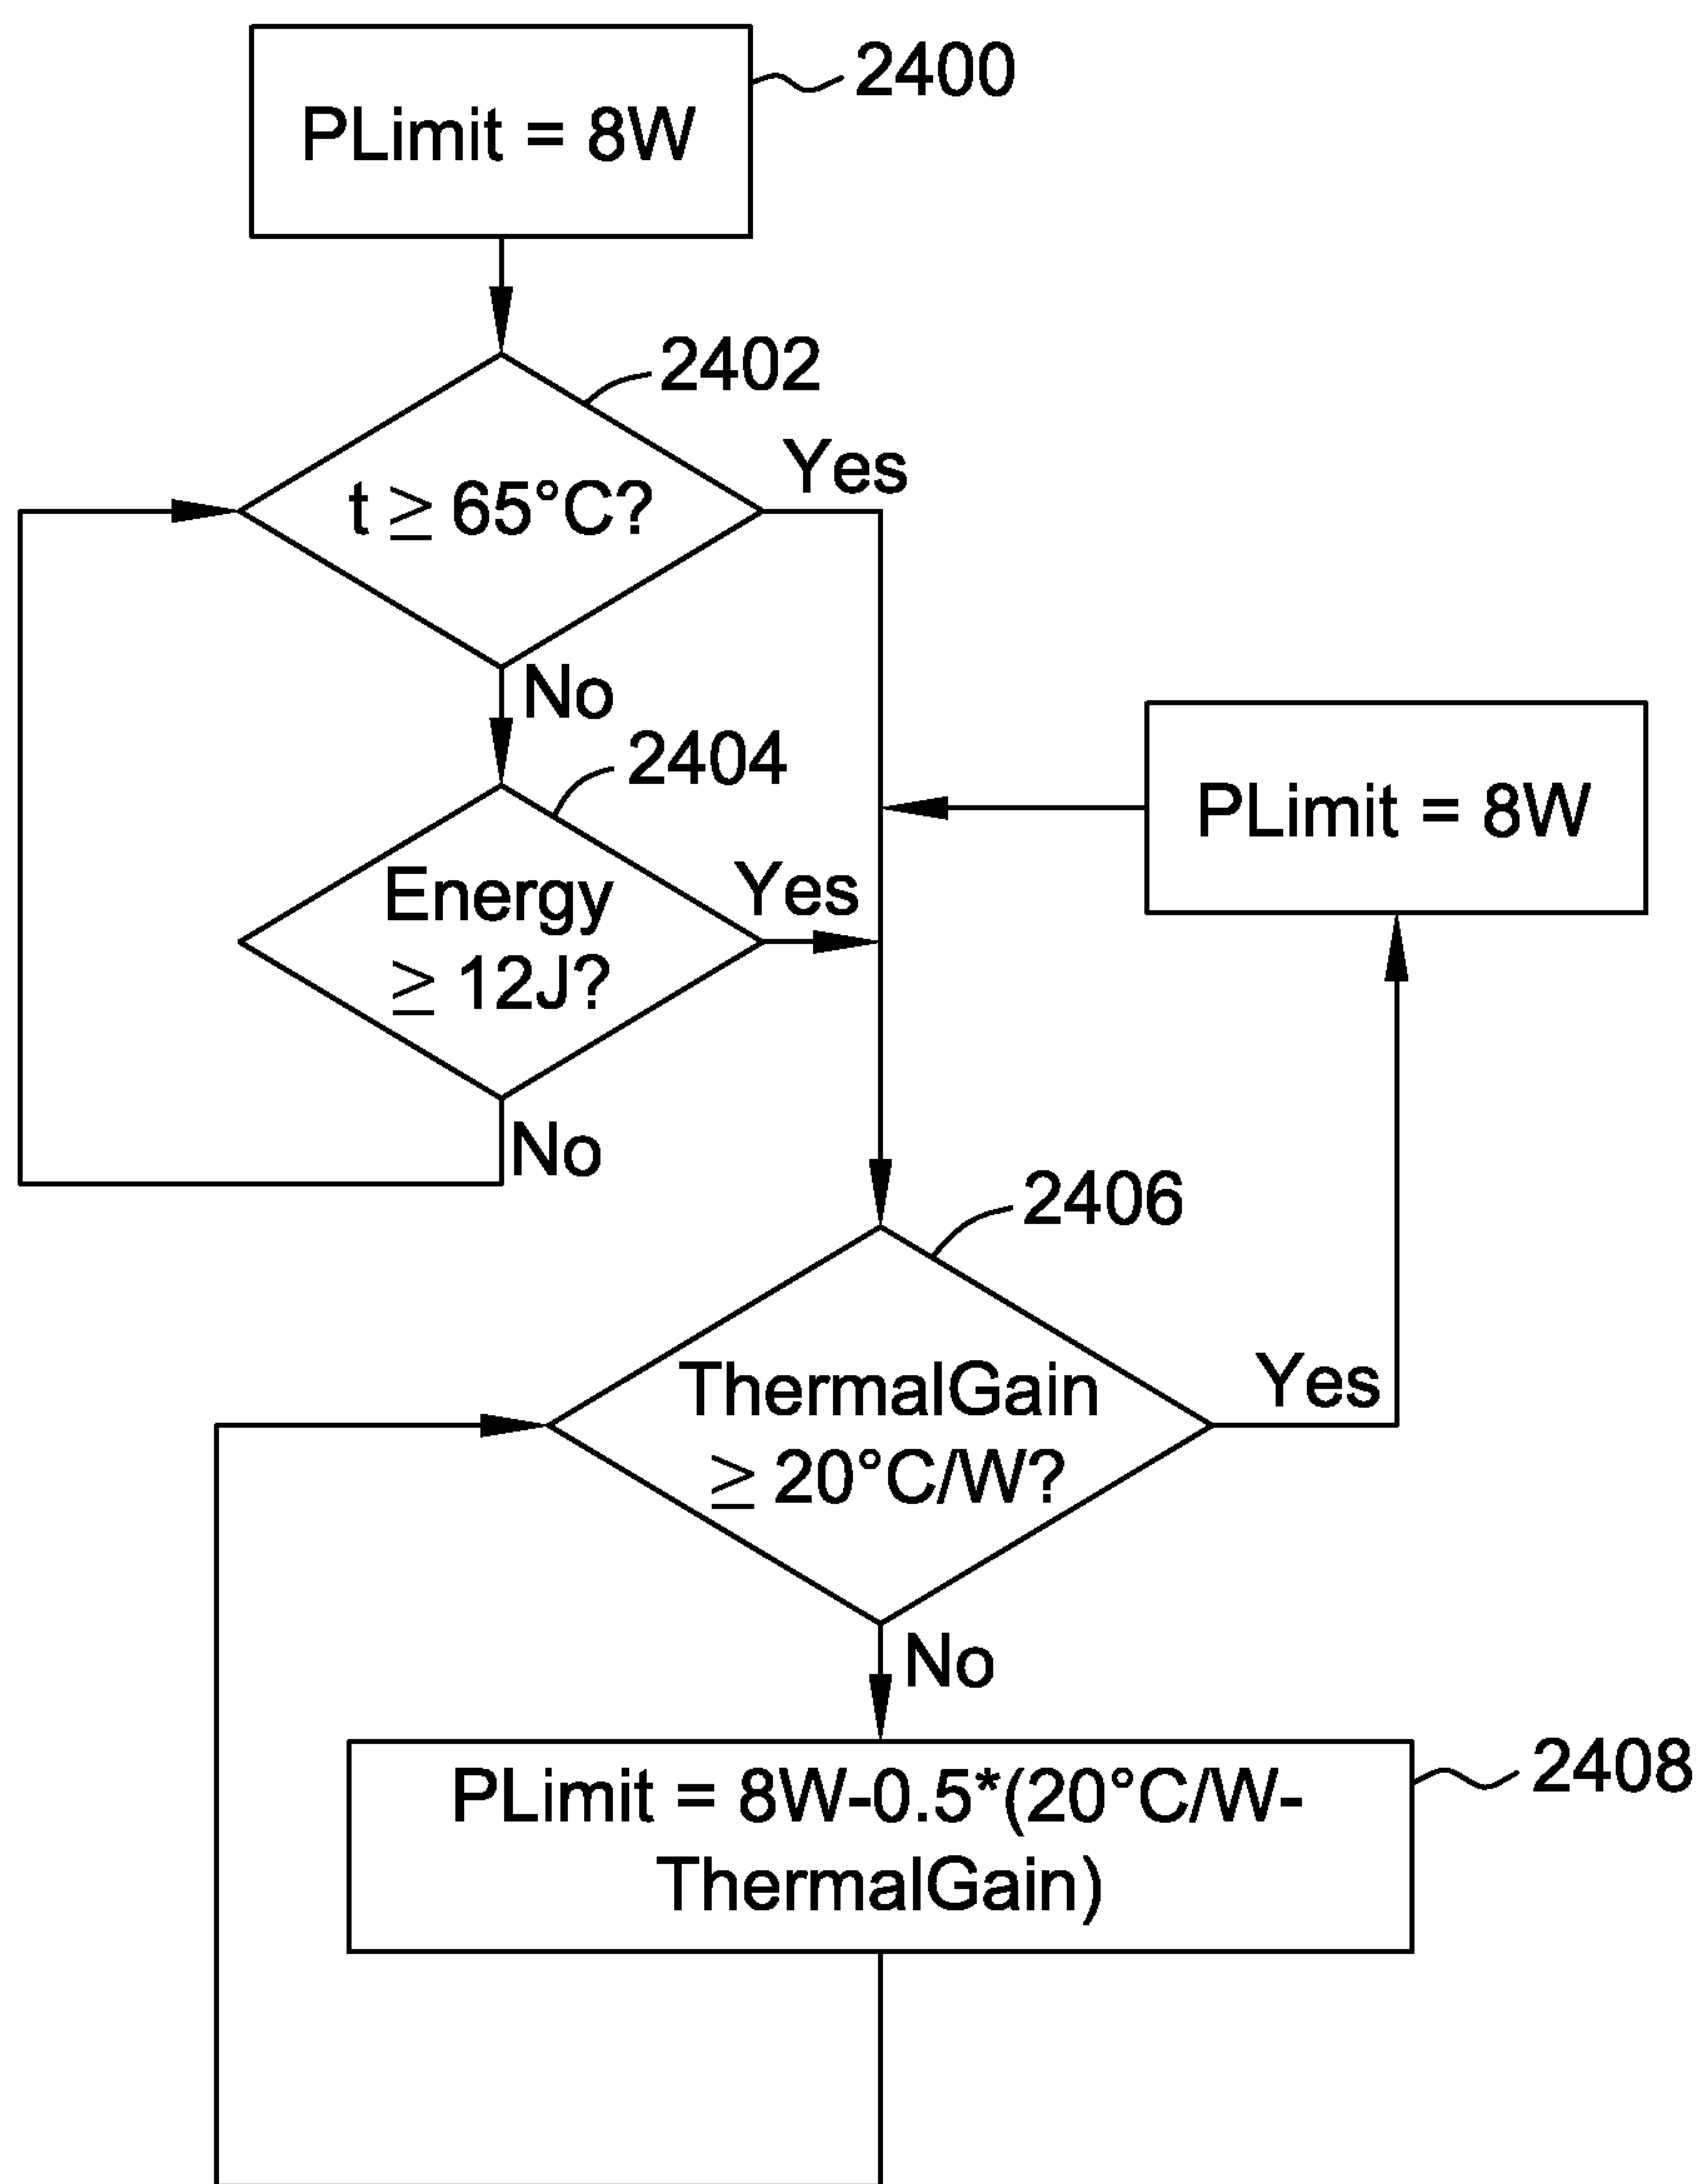 2400
PLimit = 8W
2402
Yes
t ≥ 65°C?
No
2404
PLimit = 8W
Energy
≥ 12J?
Yes
No
2406
ThermalGain
≥ 20°C/W?
Yes
No
2408
PLimit = 8W-0.5*(20°C/W-
ThermalGain)